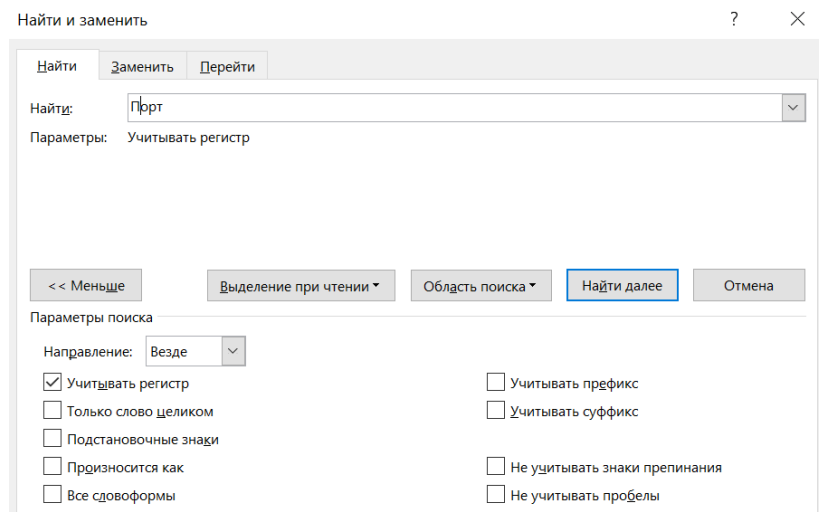 Найти и заменить ?
Найти Заменить Перейти
Найти: Порт
Параметры: Учитывать регистр
<< Меньше Выделение при чтении Область поиска Найти далее Отмена
Параметры поиска
Направление: Везде
Учитывать регистр Учитывать префикс
Только слово целиком Учитывать суффикс
Подстановочные знаки
Произносится как Не учитывать знаки препинания
Все словоформы Не учитывать пробелы